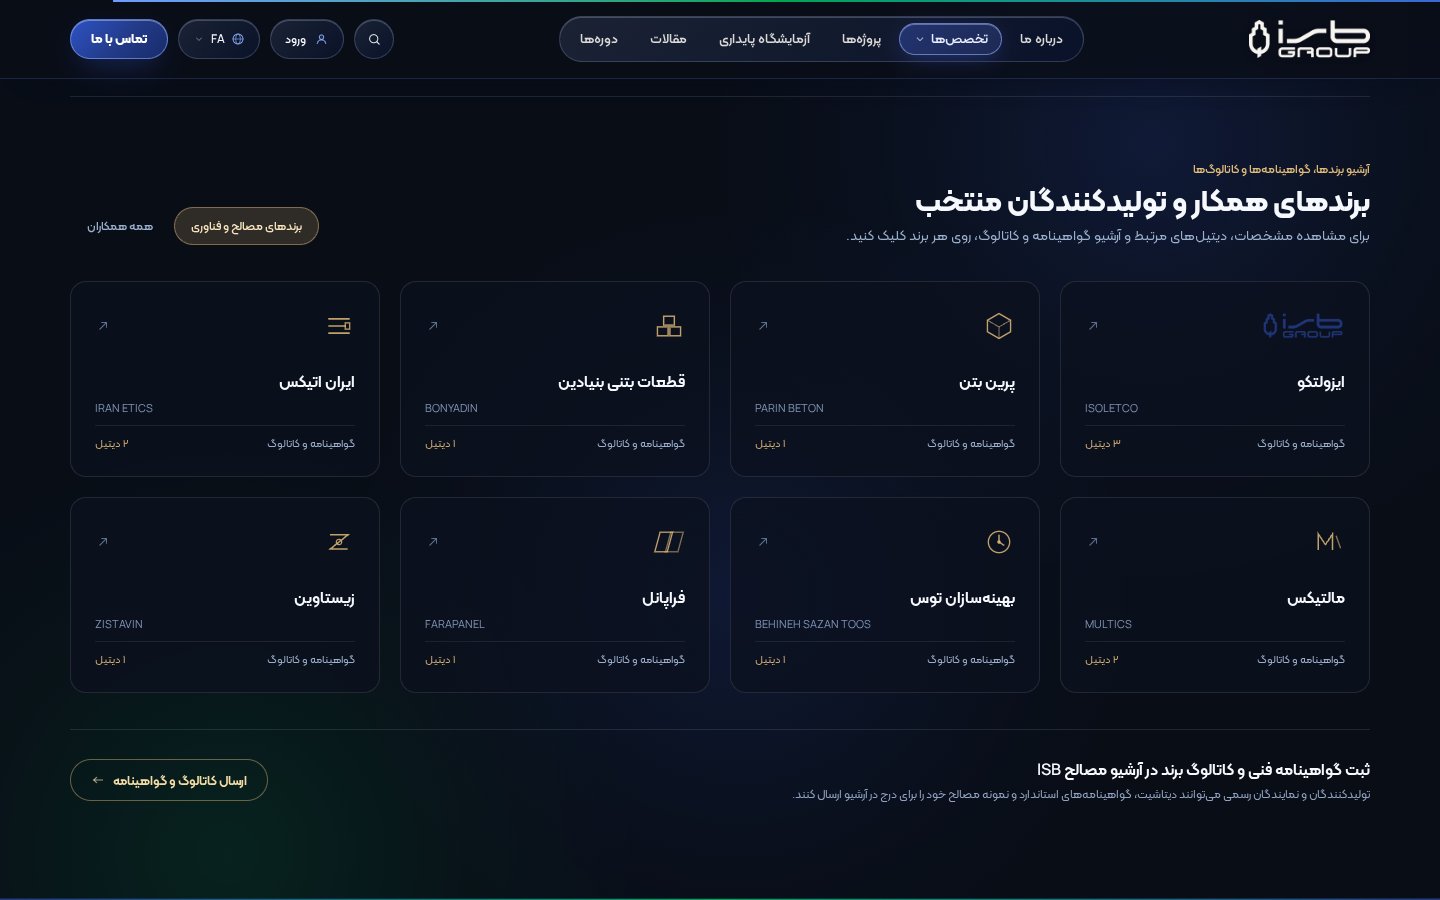 isb GROUP
درباره ما
تخصص‌ها
پروژه‌ها
آزمایشگاه پایداری
مقالات
دوره‌ها
ورود
FA
تماس با ما
آرشیو برندها، گواهینامه‌ها و کاتالوگ‌ها
برندهای همکار و تولیدکنندگان منتخب
برای مشاهده مشخصات، دیتیل‌های مرتبط و آرشیو گواهینامه و کاتالوگ، روی هر برند کلیک کنید.
برندهای مصالح و فناوری
همه همکاران
isb GROUP
ایزولتکو
ISOLETCO
گواهینامه و کاتالوگ
۳ دیتیل
پرین بتن
PARIN BETON
گواهینامه و کاتالوگ
۱ دیتیل
قطعات بتنی بنیادین
BONYADIN
گواهینامه و کاتالوگ
۱ دیتیل
ایران اتیکس
IRAN ETICS
گواهینامه و کاتالوگ
۲ دیتیل
مالتیکس
MULTICS
گواهینامه و کاتالوگ
۲ دیتیل
بهینه‌سازان توس
BEHINEH SAZAN TOOS
گواهینامه و کاتالوگ
۱ دیتیل
فراپانل
FARAPANEL
گواهینامه و کاتالوگ
۱ دیتیل
زیستاوین
ZISTAVIN
گواهینامه و کاتالوگ
۱ دیتیل
ثبت گواهینامه فنی و کاتالوگ برند در آرشیو مصالح ISB
تولیدکنندگان و نمایندگان رسمی می‌توانند دیتاشیت، گواهینامه‌های استاندارد و نمونه مصالح خود را برای درج در آرشیو ارسال کنند.
ارسال کاتالوگ و گواهینامه